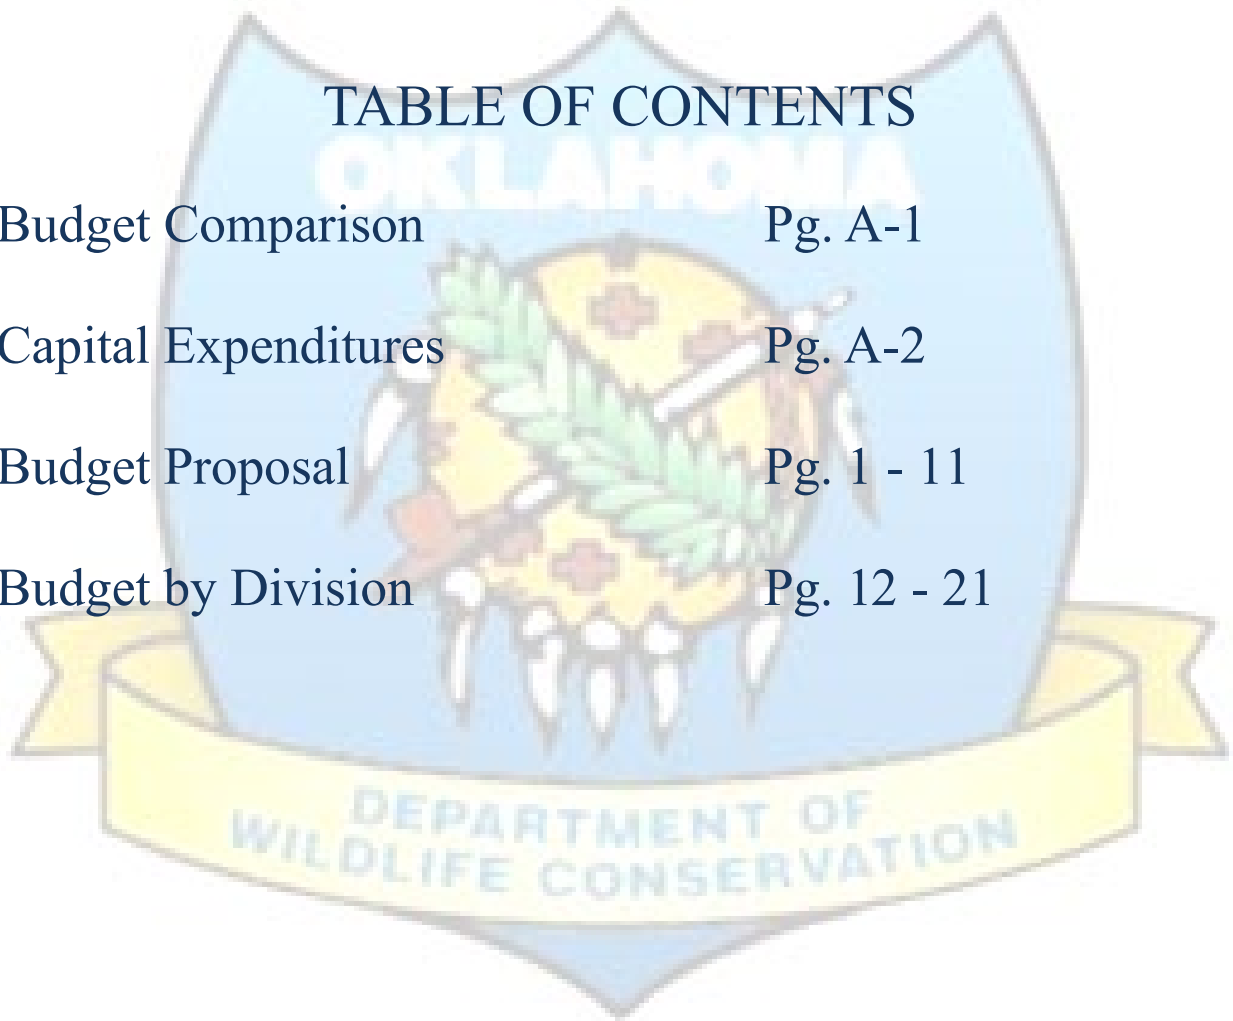 TABLE OF CONTENTS
OKLAHOMA
Budget Comparison Pg. A-1
Capital Expenditures Pg. A-2
Budget Proposal Pg. 1 - 11
Budget by Division Pg. 12 - 21
DEPARTMENT OF
WILDLIFE CONSERVATION